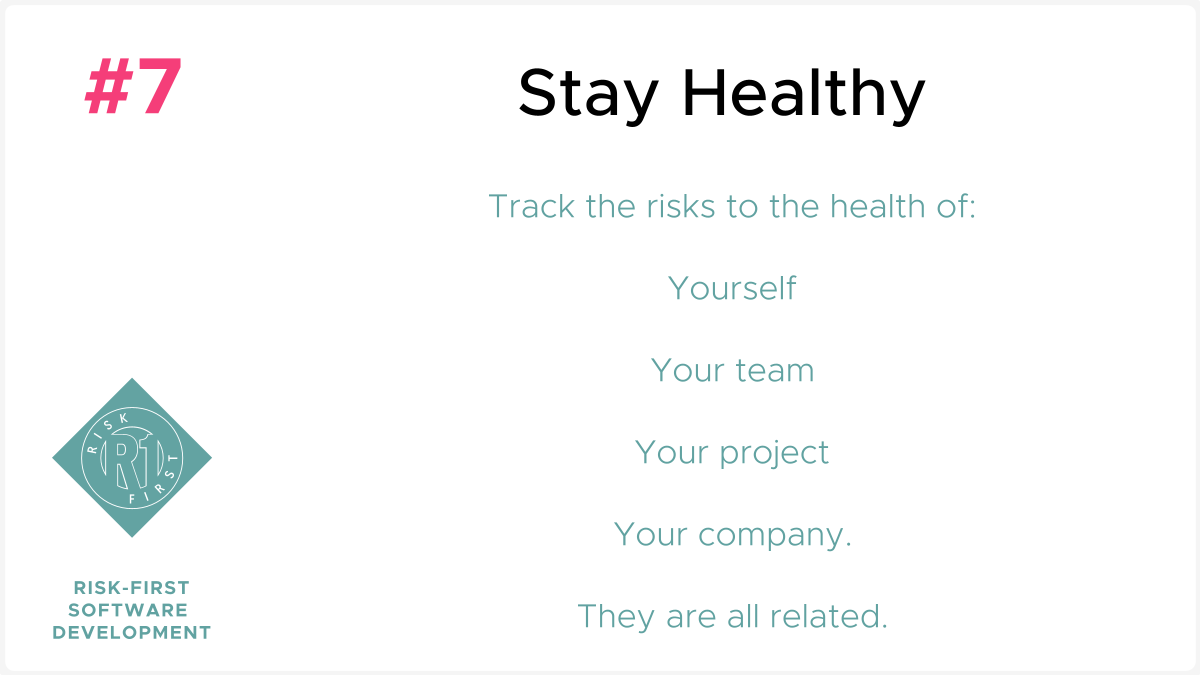 #7
Stay Healthy
Track the risks to the health of:
Yourself
Your team
Your project
Your company.
They are all related.
RISK
R1
FIRST
RISK-FIRST
SOFTWARE
DEVELOPMENT